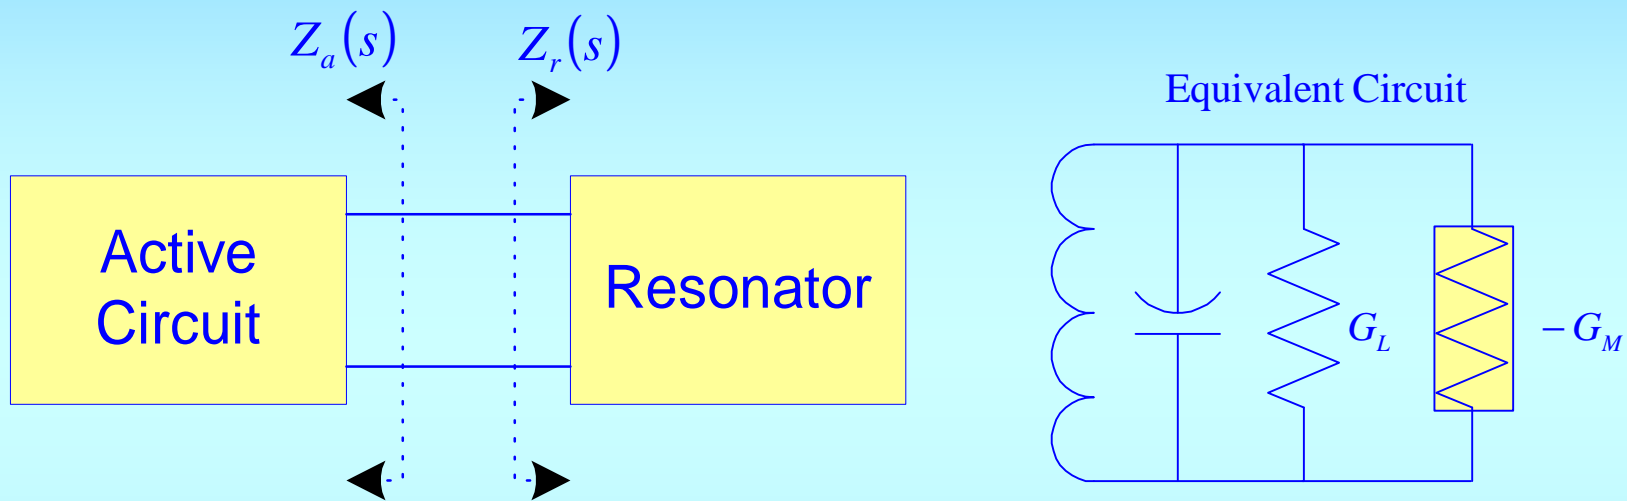 Z_a(s)
Z_r(s)
Active
Circuit
Resonator
Equivalent Circuit
G_L
− G_M